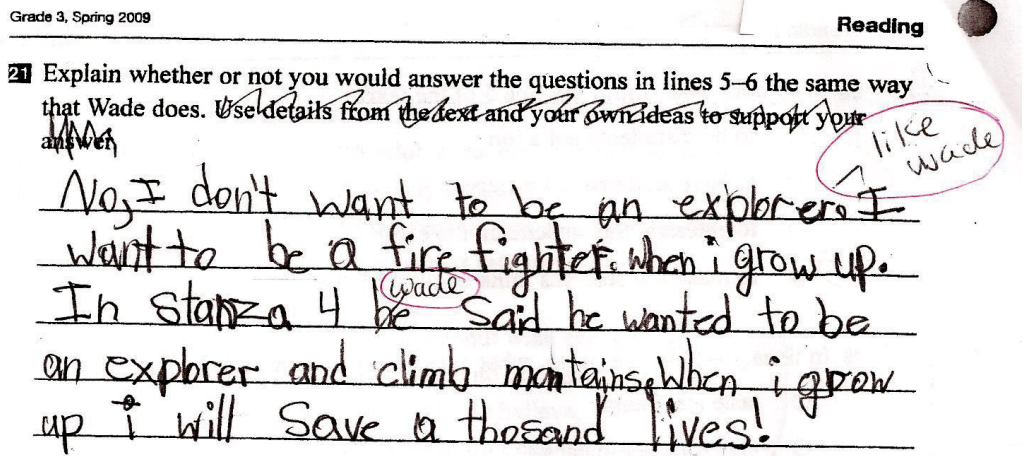 Grade 3, Spring 2009
Reading
21 Explain whether or not you would answer the questions in lines 5–6 the same way
that Wade does. Use details from the text and your own ideas to support your
answer.
like
wade
No, I don't want to be an explorer. I
want to be a fire fighter. when i grow up.
wade
In stanza 4 he said he wanted to be
an explorer and climb montains. When i grow
up i will save a thosand lives!